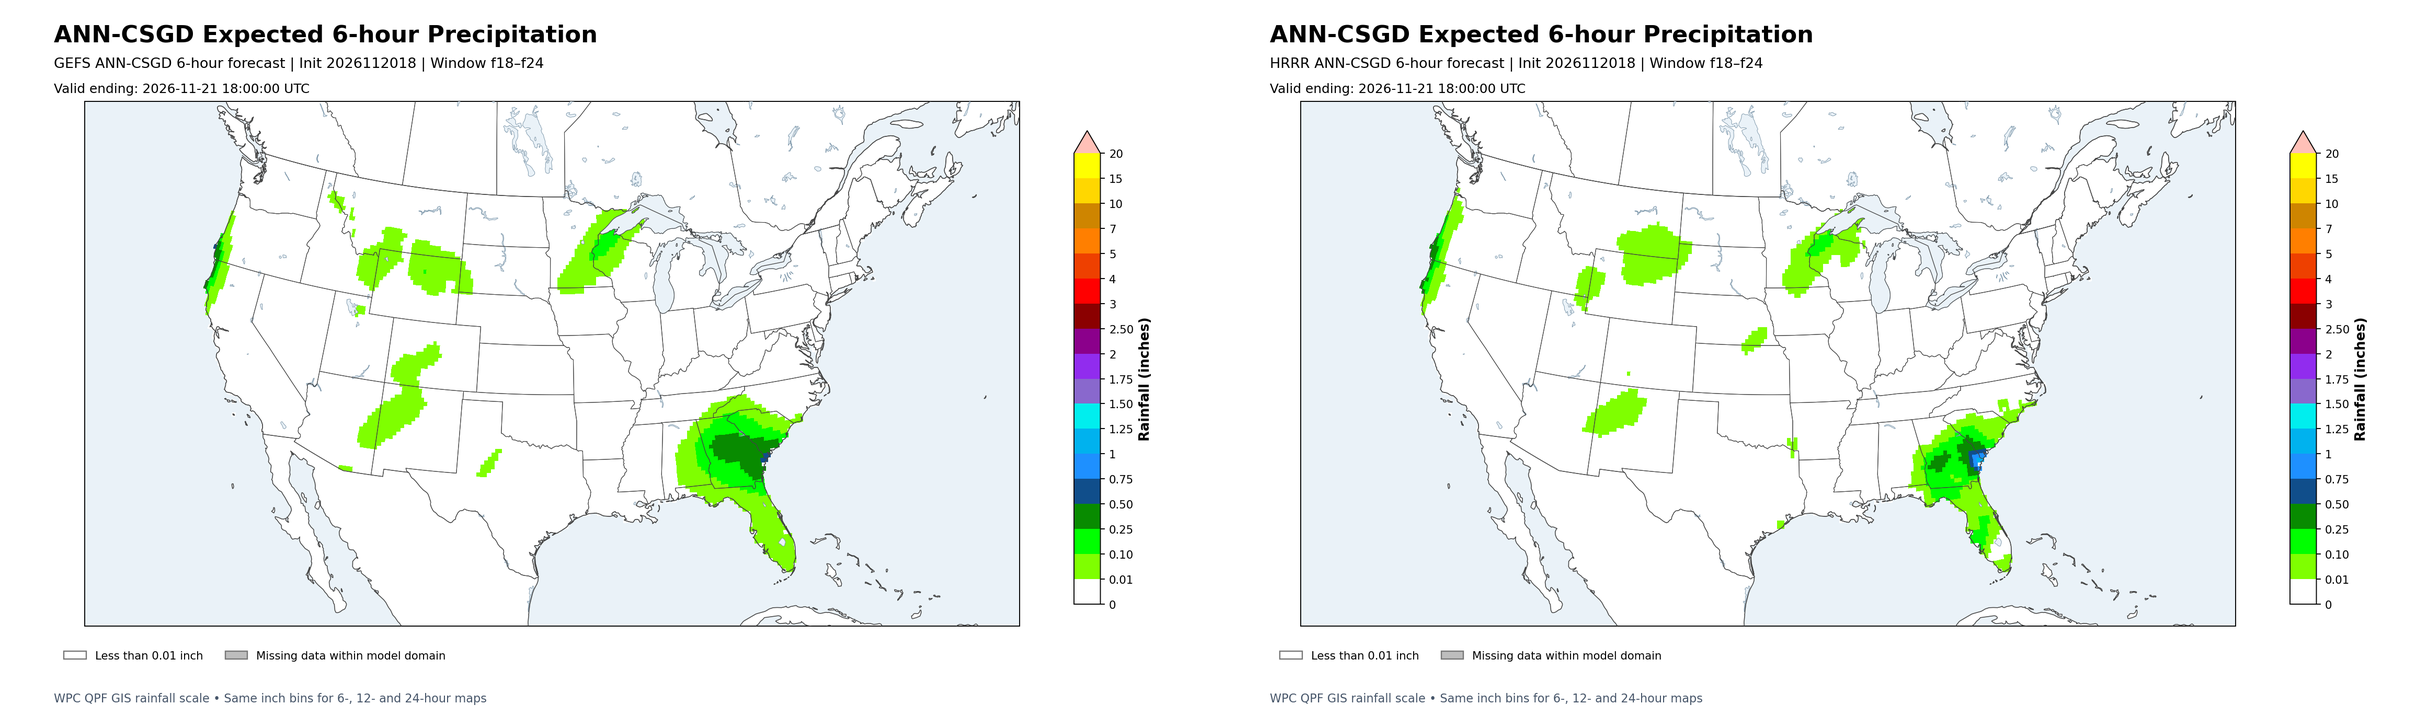 ANN-CSGD Expected 6-hour Precipitation
GEFS ANN-CSGD 6-hour forecast | Init 2026112018 | Window f18–f24
Valid ending: 2026-11-21 18:00:00 UTC
20
15
10
7
5
4
3
2.50
2
1.75
1.50
1.25
1
0.75
0.50
0.25
0.10
0.01
0
Rainfall (inches)
Less than 0.01 inch
Missing data within model domain
WPC QPF GIS rainfall scale • Same inch bins for 6-, 12- and 24-hour maps
ANN-CSGD Expected 6-hour Precipitation
HRRR ANN-CSGD 6-hour forecast | Init 2026112018 | Window f18–f24
Valid ending: 2026-11-21 18:00:00 UTC
20
15
10
7
5
4
3
2.50
2
1.75
1.50
1.25
1
0.75
0.50
0.25
0.10
0.01
0
Rainfall (inches)
Less than 0.01 inch
Missing data within model domain
WPC QPF GIS rainfall scale • Same inch bins for 6-, 12- and 24-hour maps